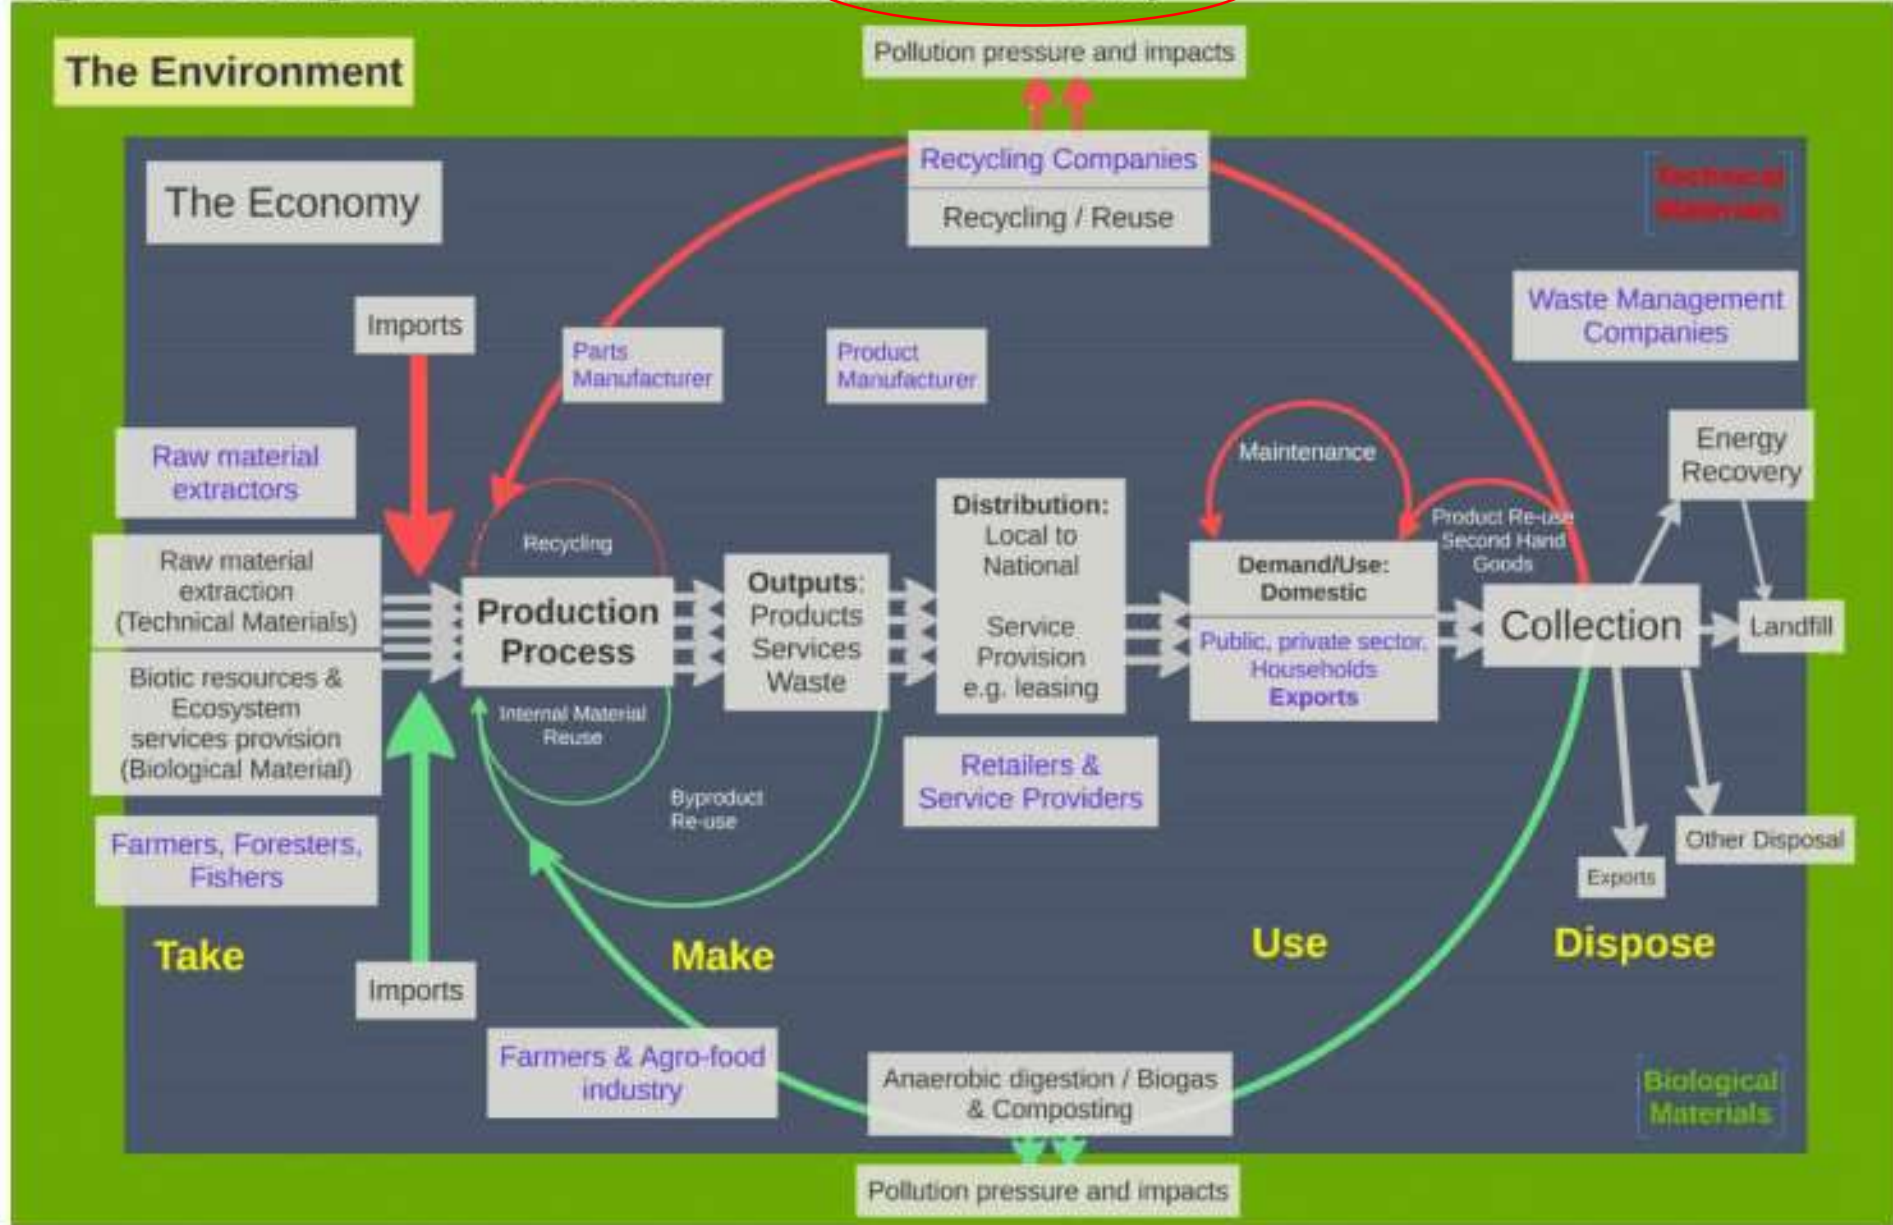 Pollution pressure and impacts
The Environment
Recycling Companies
Recycling / Reuse
The Economy
Technical
Materials
Waste Management
Companies
Imports
Parts
Manufacturer
Product
Manufacturer
Energy
Recovery
Maintenance
Raw material
extractors
Product Re-use
Second Hand
Goods
Recycling
Raw material
extraction
(Technical Materials)
Production
Process
Outputs:
Products
Services
Waste
Distribution:
Local to
National
Service
Provision
e.g. leasing
Demand/Use:
Domestic
Public, private sector,
Households
Exports
Collection
Landfill
Biotic resources &
Ecosystem
services provision
(Biological Material)
Internal Material
Reuse
Byproduct
Re-use
Retailers &
Service Providers
Farmers, Foresters,
Fishers
Other Disposal
Exports
Take
Make
Use
Dispose
Imports
Farmers & Agro-food
industry
Anaerobic digestion / Biogas
& Composting
Biological
Materials
Pollution pressure and impacts